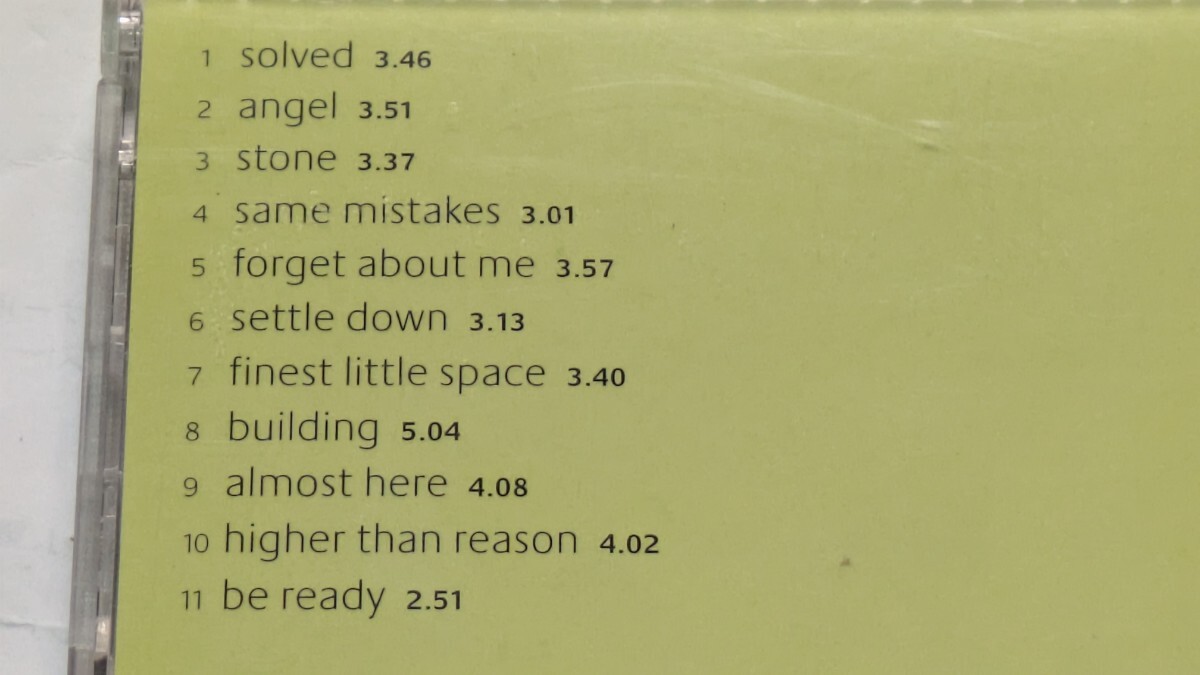 1 solved 3.46
2 angel 3.51
3 stone 3.37
4 same mistakes 3.01
5 forget about me 3.57
6 settle down 3.13
7 finest little space 3.40
8 building 5.04
9 almost here 4.08
10 higher than reason 4.02
11 be ready 2.51